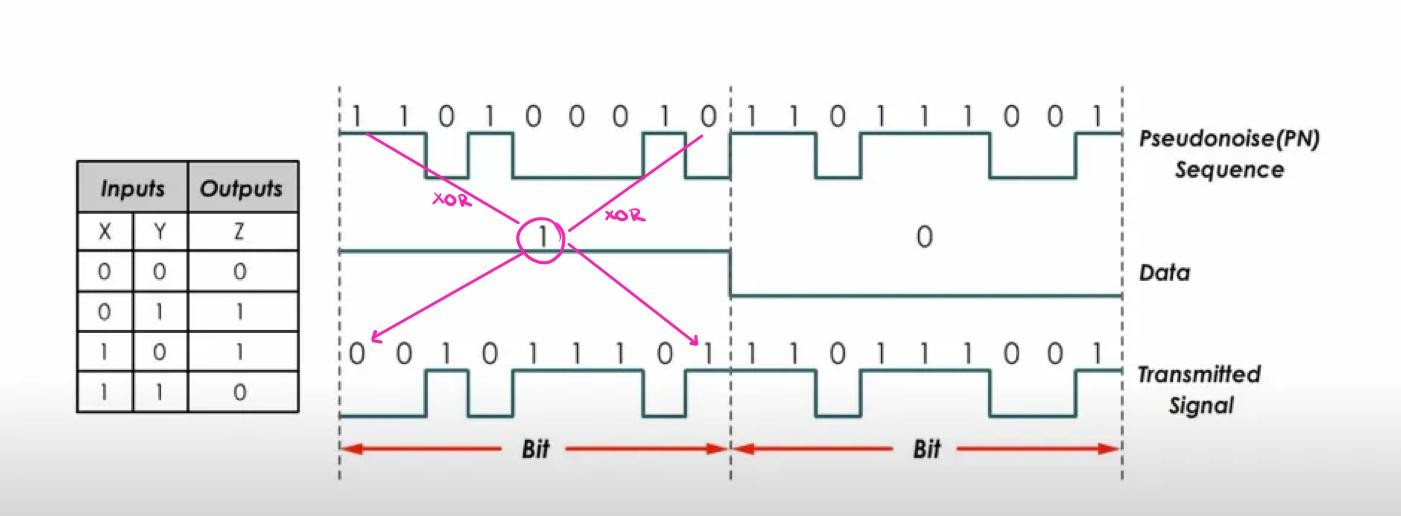 1 1 0 1 0 0 0 1 0 1 1 0 1 1 1 0 0 1
Pseudonoise(PN)
Sequence
Inputs Outputs
X Y Z
0 0 0
0 1 1
1 0 1
1 1 0
XOR XOR
1 0
Data
0 0 1 0 1 1 1 0 1 1 1 0 1 1 1 0 0 1
Transmitted
Signal
Bit Bit